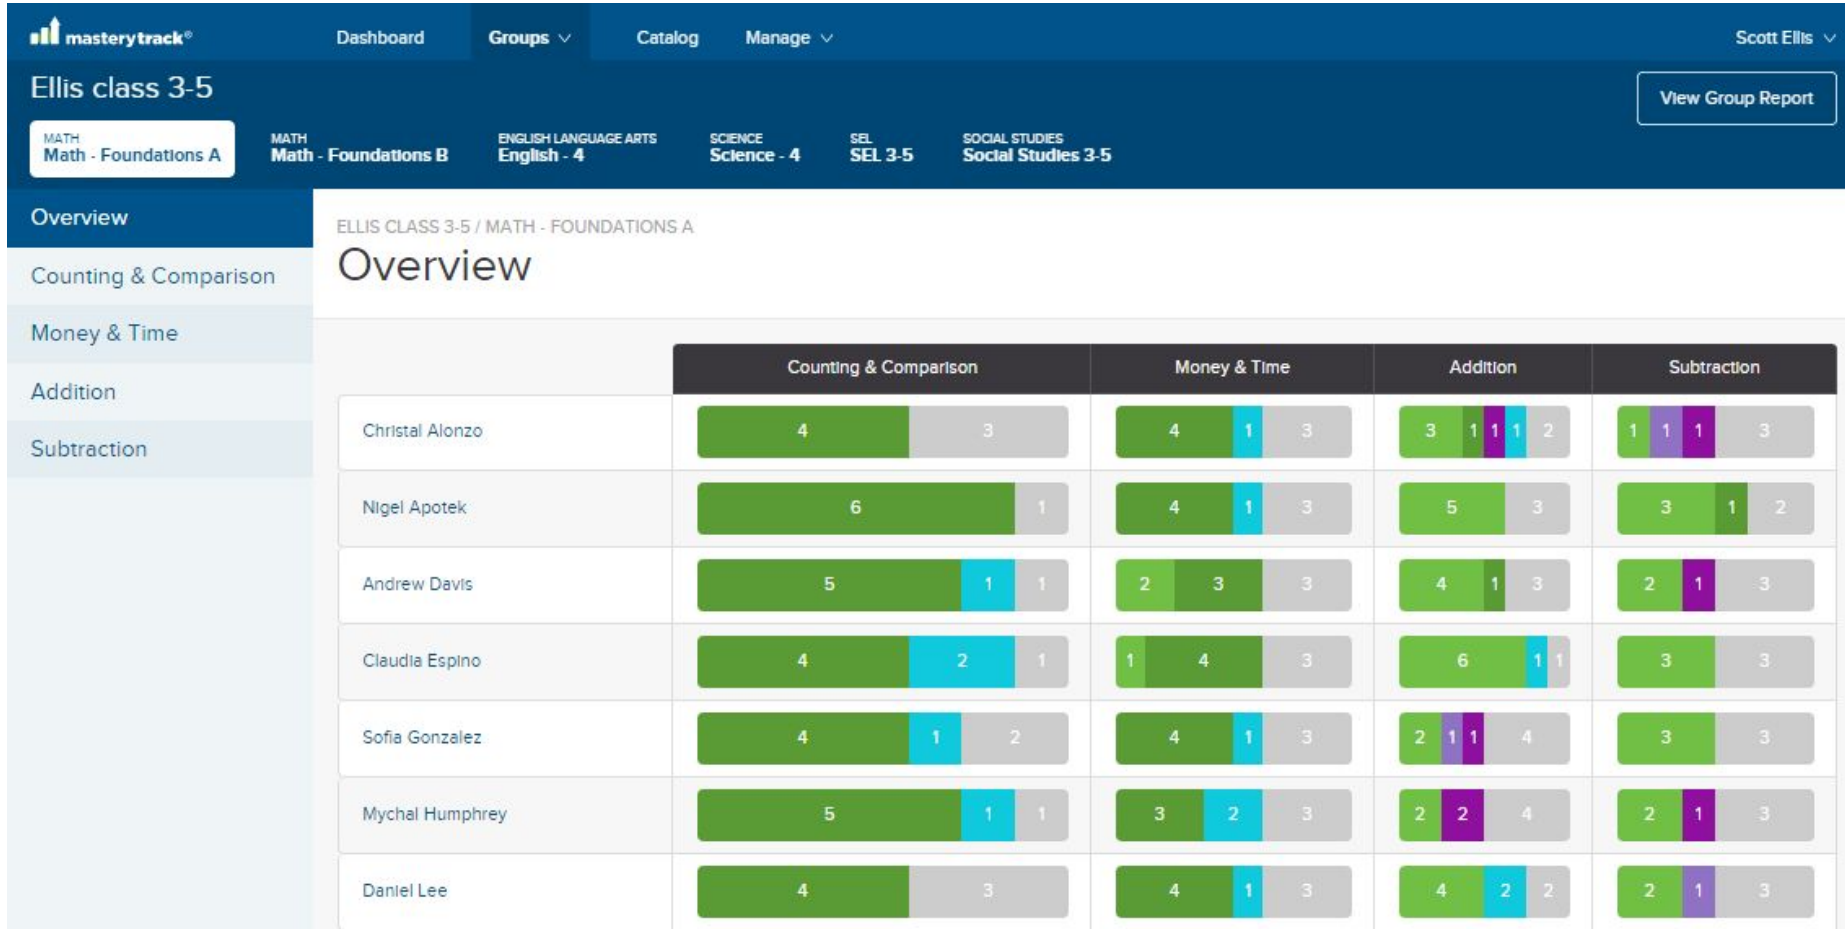 masterytrack®
Dashboard Groups Catalog Manage Scott Ellis
Ellis class 3-5
View Group Report
MATH MATH ENGLISH LANGUAGE ARTS SCIENCE SEL SOCIAL STUDIES
Math - Foundations A Math - Foundations B English - 4 Science - 4 SEL 3-5 Social Studies 3-5
Overview
Counting & Comparison
Money & Time
Addition
Subtraction
ELLIS CLASS 3-5 / MATH - FOUNDATIONS A
Overview
Counting & Comparison Money & Time Addition Subtraction
Christal Alonzo 4 3 4 1 3 3 1 1 1 2 1 1 1 3
Nigel Apotek 6 1 4 1 3 5 3 3 1 2
Andrew Davis 5 1 1 2 3 3 4 1 3 2 1 3
Claudia Espino 4 2 1 1 4 3 6 1 1 3 3
Sofia Gonzalez 4 1 2 4 1 3 2 1 1 4 3 3
Mychal Humphrey 5 1 1 3 2 3 2 2 4 2 1 3
Daniel Lee 4 3 4 1 3 4 2 2 2 1 3